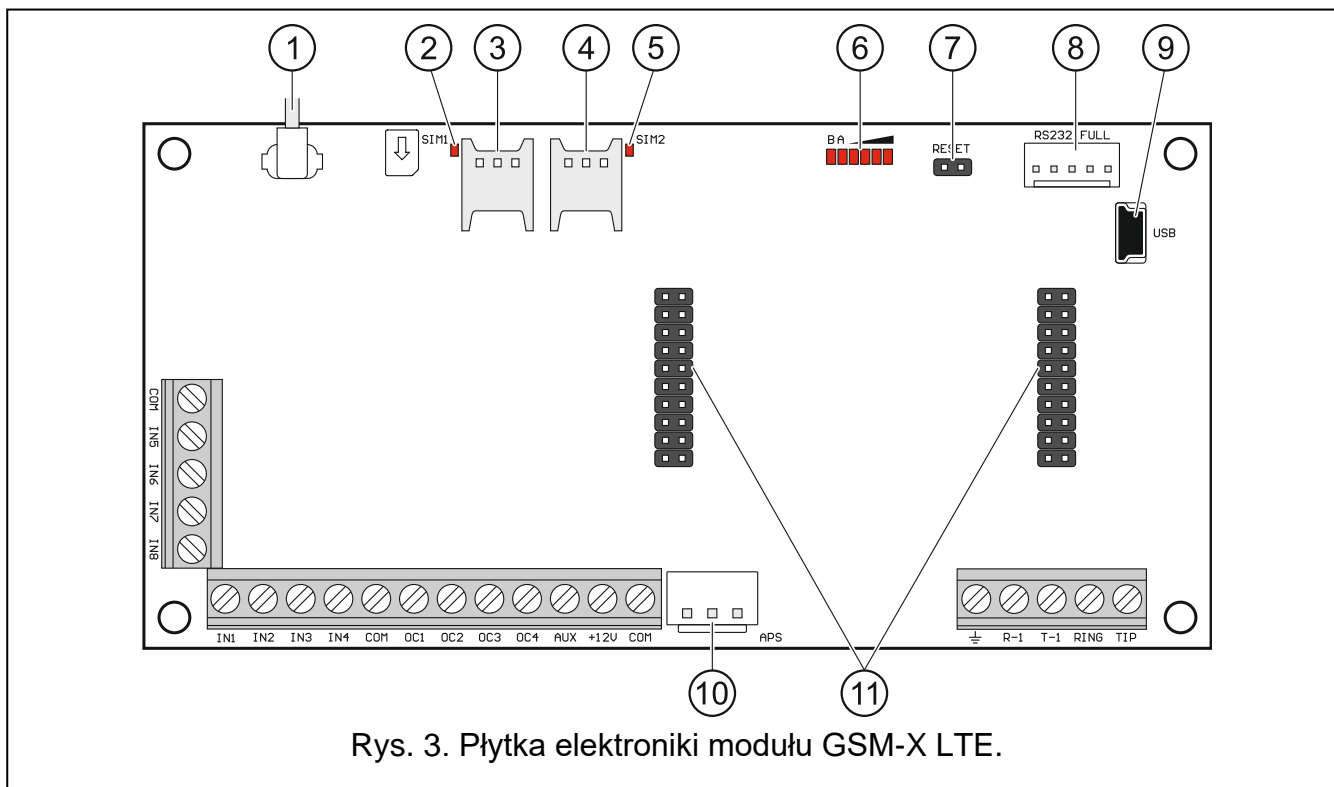 1 2 3 4 5 6 7 8 9
SIM1 SIM2 B A RESET RS232 FULL
USB
COM
IN5
IN6
IN7
IN8
IN1 IN2 IN3 IN4 COM OC1 OC2 OC3 OC4 AUX +12V COM APS R-1 T-1 RING TIP
10 11
Rys. 3. Płytka elektroniki modułu GSM-X LTE.